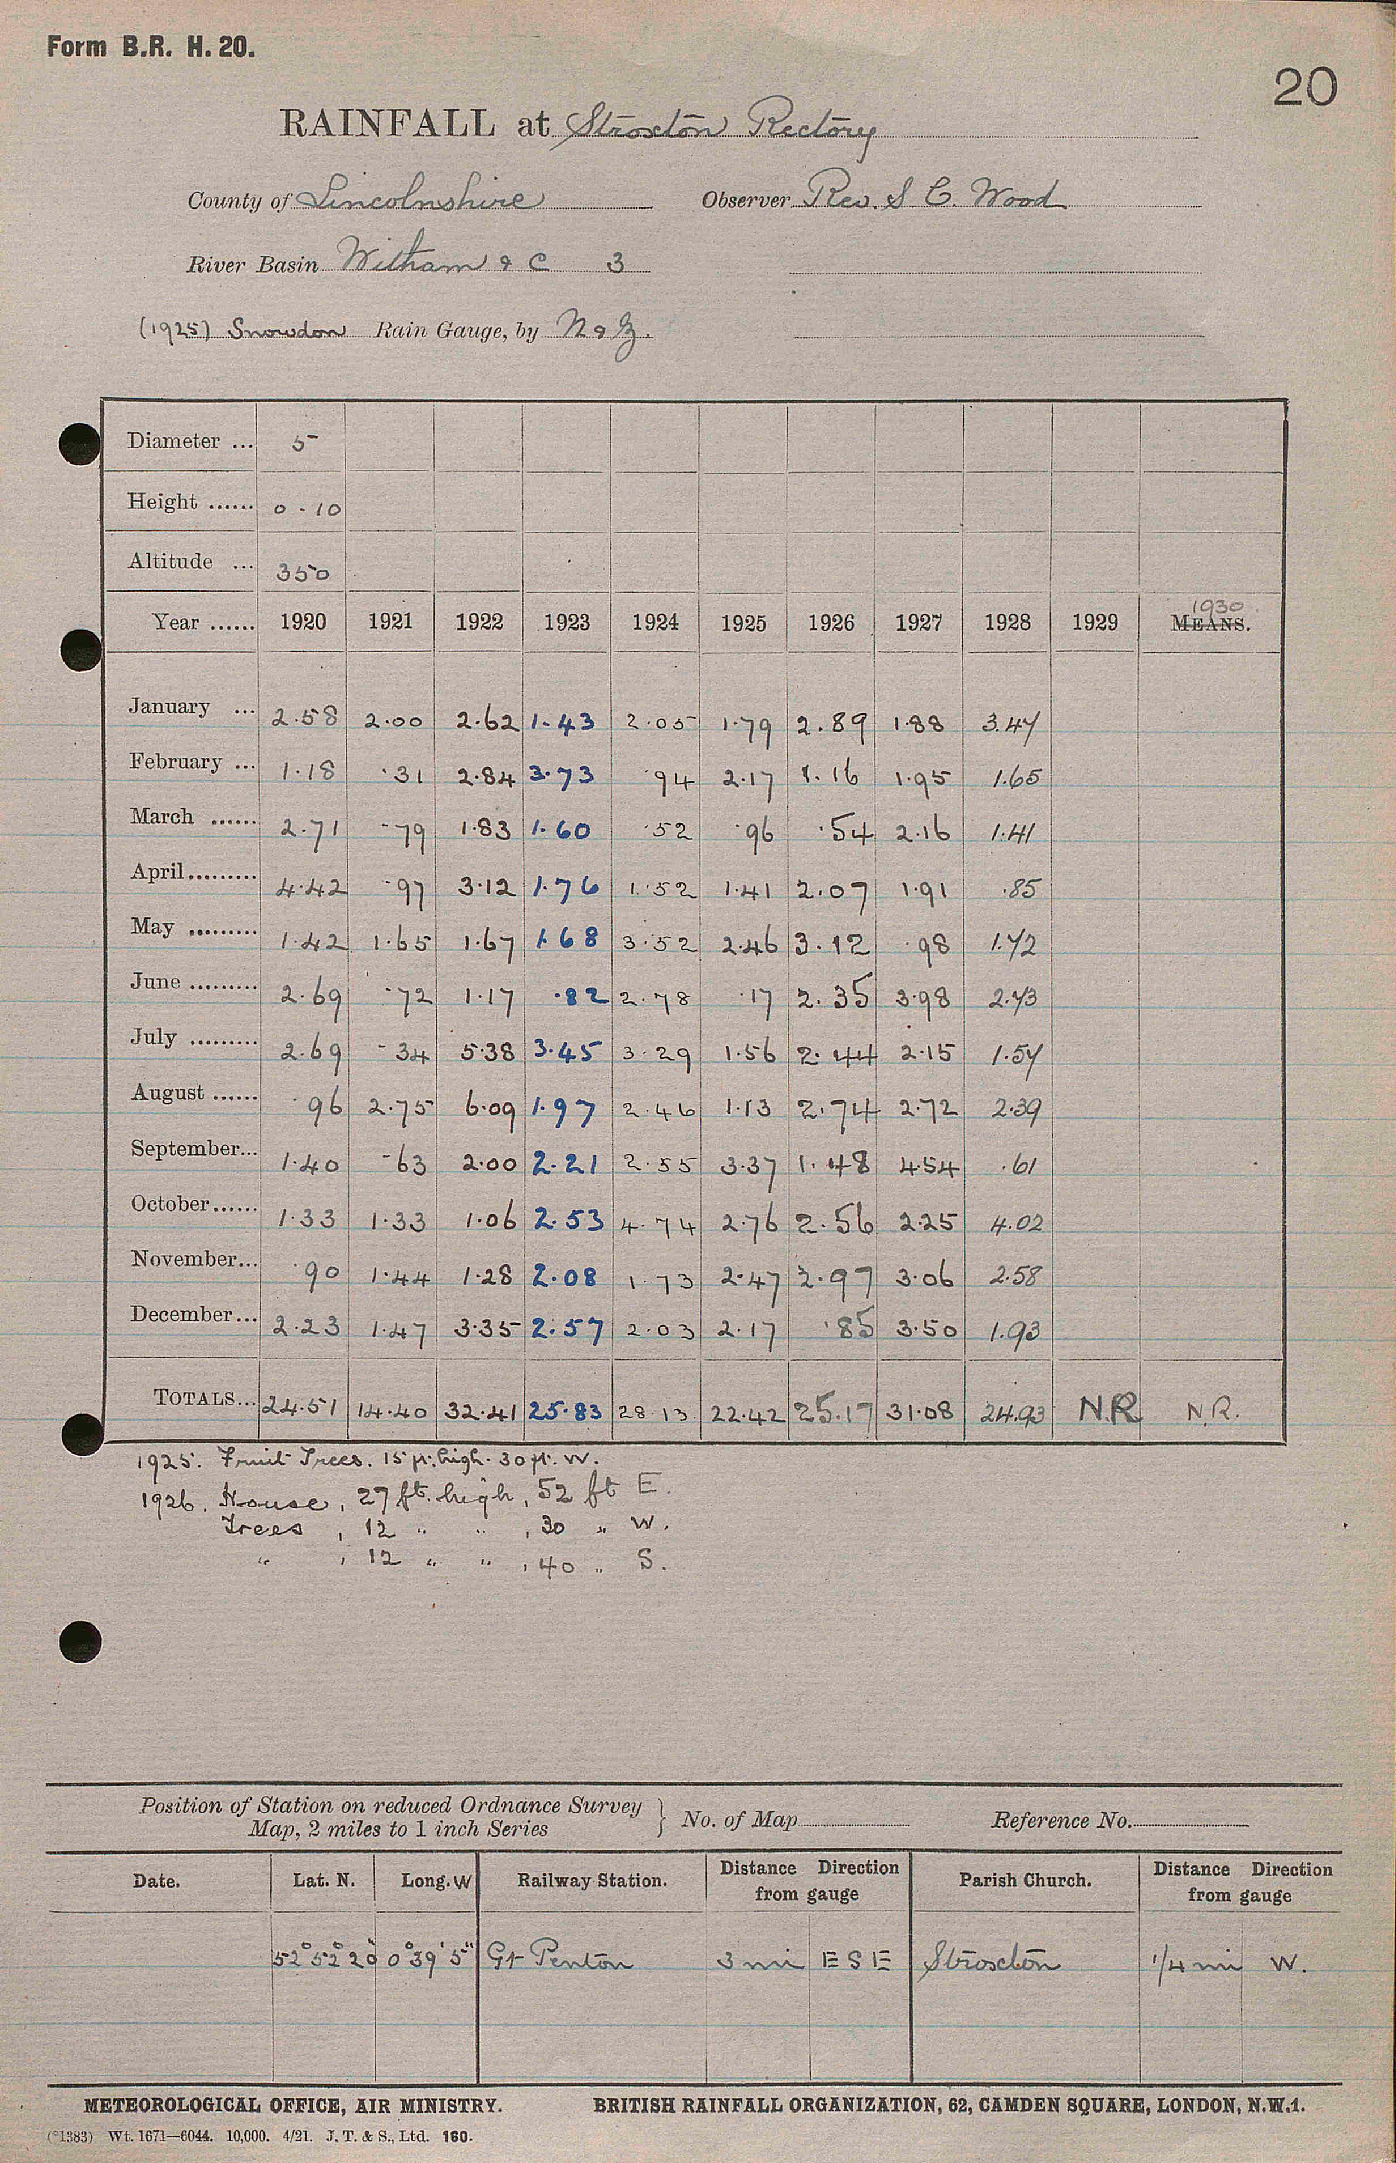 Form B.R. H. 20.
20
RAINFALL at Stroxton Rectory
County of Lincolnshire Observer Rev. S C. Wood
River Basin Witham & C 3
(1925) Snowdon Rain Gauge, by N & Z.
Diameter ... 5
Height ...... 0 - 10
Altitude ... 350
Year ...... 1920 1921 1922 1923 1924 1925 1926 1927 1928 1929 1930 MEANS.
January ... 2.58 2.00 2.62 1.43 2.05 1.79 2.89 1.88 3.47
February ... 1.18 .31 2.84 3.73 .94 2.17 1.16 1.95 1.65
March ...... 2.71 .79 1.83 1.60 .52 .96 .54 2.16 1.41
April ......... 4.42 .97 3.12 1.76 1.52 1.41 2.07 1.91 .85
May ......... 1.42 1.65 1.67 1.68 3.52 2.46 3.12 .98 1.72
June ......... 2.69 .72 1.17 .82 2.78 .17 2.35 3.98 2.73
July ......... 2.69 .34 5.38 3.45 3.29 1.56 2.44 2.15 1.57
August ...... .96 2.75 6.09 1.97 2.46 1.13 2.74 2.72 2.39
September... 1.40 .63 2.00 2.21 2.55 3.37 1.48 4.54 .61
October...... 1.33 1.33 1.06 2.53 4.74 2.76 2.56 2.25 4.02
November... .90 1.44 1.28 2.08 1.73 2.47 2.97 3.06 2.58
December... 2.23 1.47 3.35 2.57 2.03 2.17 .85 3.50 1.93
TOTALS... 24.51 14.40 32.41 25.83 28.13 22.42 25.17 31.08 24.93 N.R. N.R.
1925. Fruit Trees. 15 ft. high. 30 ft. W.
1926. House, 27 ft. high, 52 ft E.
Trees, 12 " " , 30 " W.
" , 12 " " , 40 " S.
Position of Station on reduced Ordnance Survey
Map, 2 miles to 1 inch Series } No. of Map Reference No.
Date. Lat. N. Long. W Railway Station. Distance Direction from gauge Parish Church. Distance Direction from gauge
52° 52° 20" 0° 39' 5" Gt Penton 3 mi E S E Stroxton 1/4 mi W.
METEOROLOGICAL OFFICE, AIR MINISTRY. BRITISH RAINFALL ORGANIZATION, 62, CAMDEN SQUARE, LONDON, N.W.1.
(*1383) Wt. 1671—6044. 10,000. 4/21. J. T. & S., Ltd. 160.